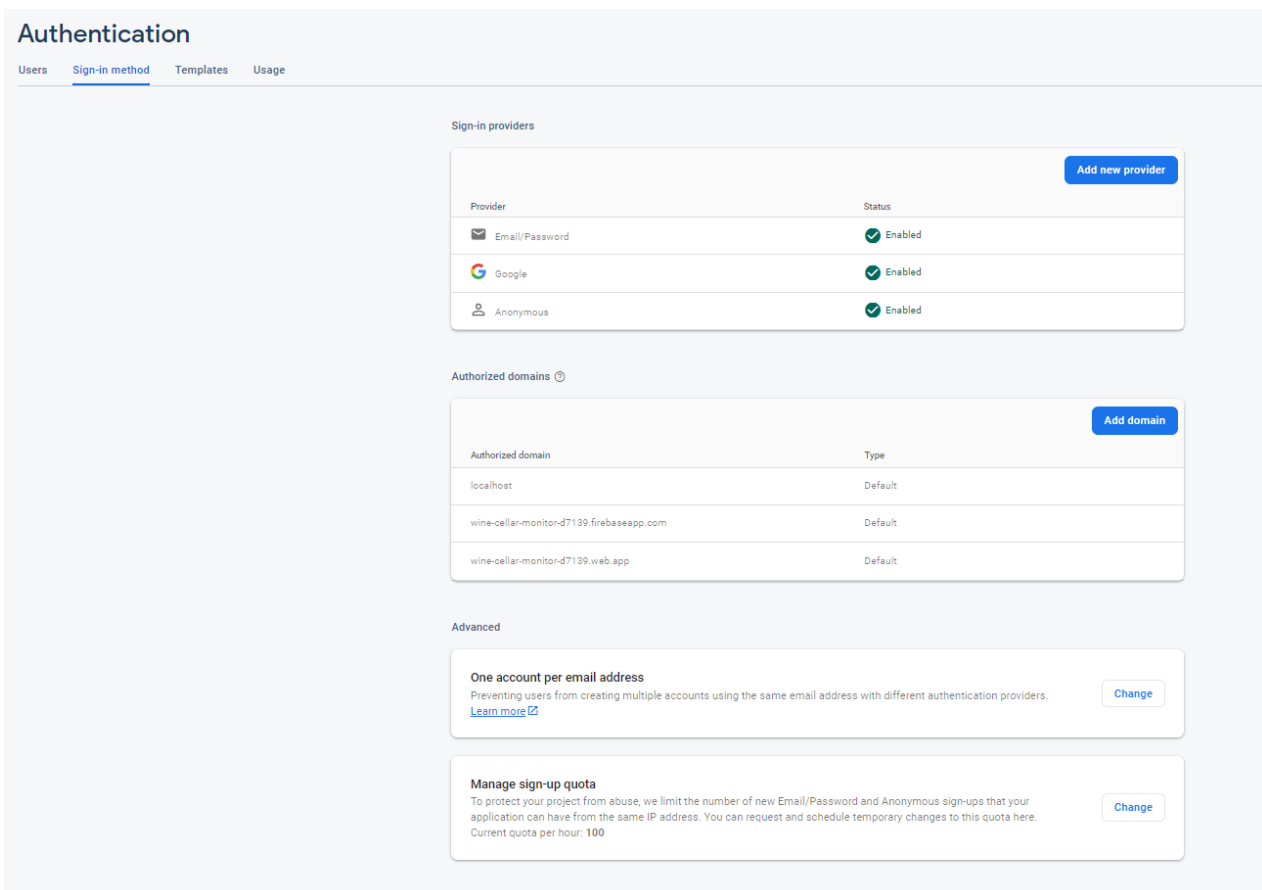 Authentication
Users Sign-in method Templates Usage
Sign-in providers
Add new provider
Provider Status
Email/Password Enabled
Google Enabled
Anonymous Enabled
Authorized domains
Add domain
Authorized domain Type
localhost Default
wine-cellar-monitor-d7139.firebaseapp.com Default
wine-cellar-monitor-d7139.web.app Default
Advanced
One account per email address
Preventing users from creating multiple accounts using the same email address with different authentication providers.
Learn more
Change
Manage sign-up quota
To protect your project from abuse, we limit the number of new Email/Password and Anonymous sign-ups that your
application can have from the same IP address. You can request and schedule temporary changes to this quota here.
Current quota per hour: 100
Change